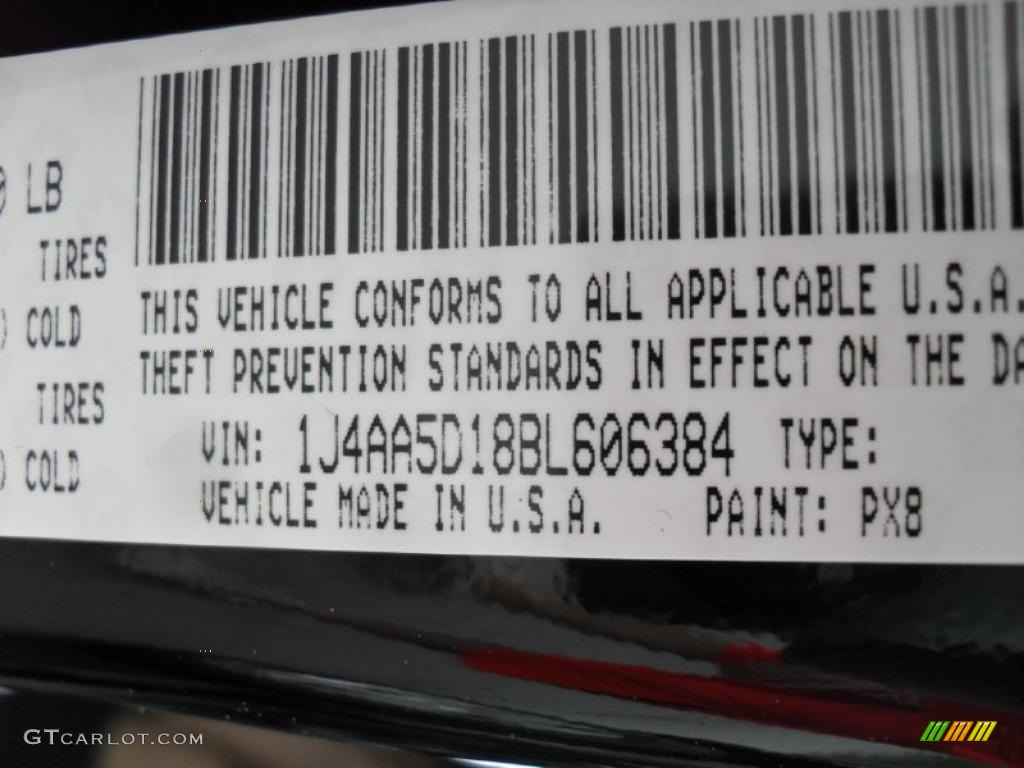 LB
TIRES
COLD
TIRES
COLD
THIS VEHICLE CONFORMS TO ALL APPLICABLE U.S.A.
THEFT PREVENTION STANDARDS IN EFFECT ON THE
VIN: 1J4AA5D18BL606384 TYPE:
VEHICLE MADE IN U.S.A. PAINT: PX8
GTCARLOT.COM